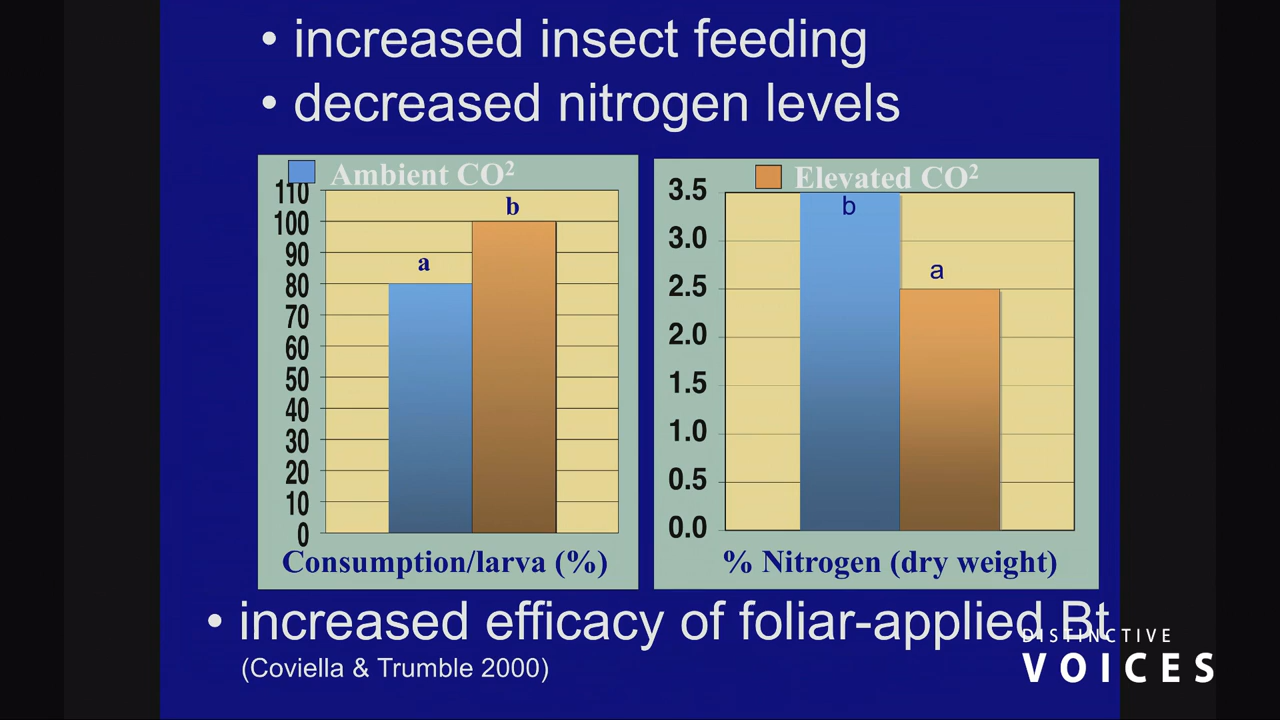 • increased insect feeding
• decreased nitrogen levels
Ambient CO²
110
100
90
80
70
60
50
40
30
20
10
0
a
b
Consumption/larva (%)
Elevated CO²
3.5
3.0
2.5
2.0
1.5
1.0
0.5
0.0
b
a
% Nitrogen (dry weight)
• increased efficacy of foliar-applied Bt
(Coviella & Trumble 2000)
DISTINCTIVE
VOICES